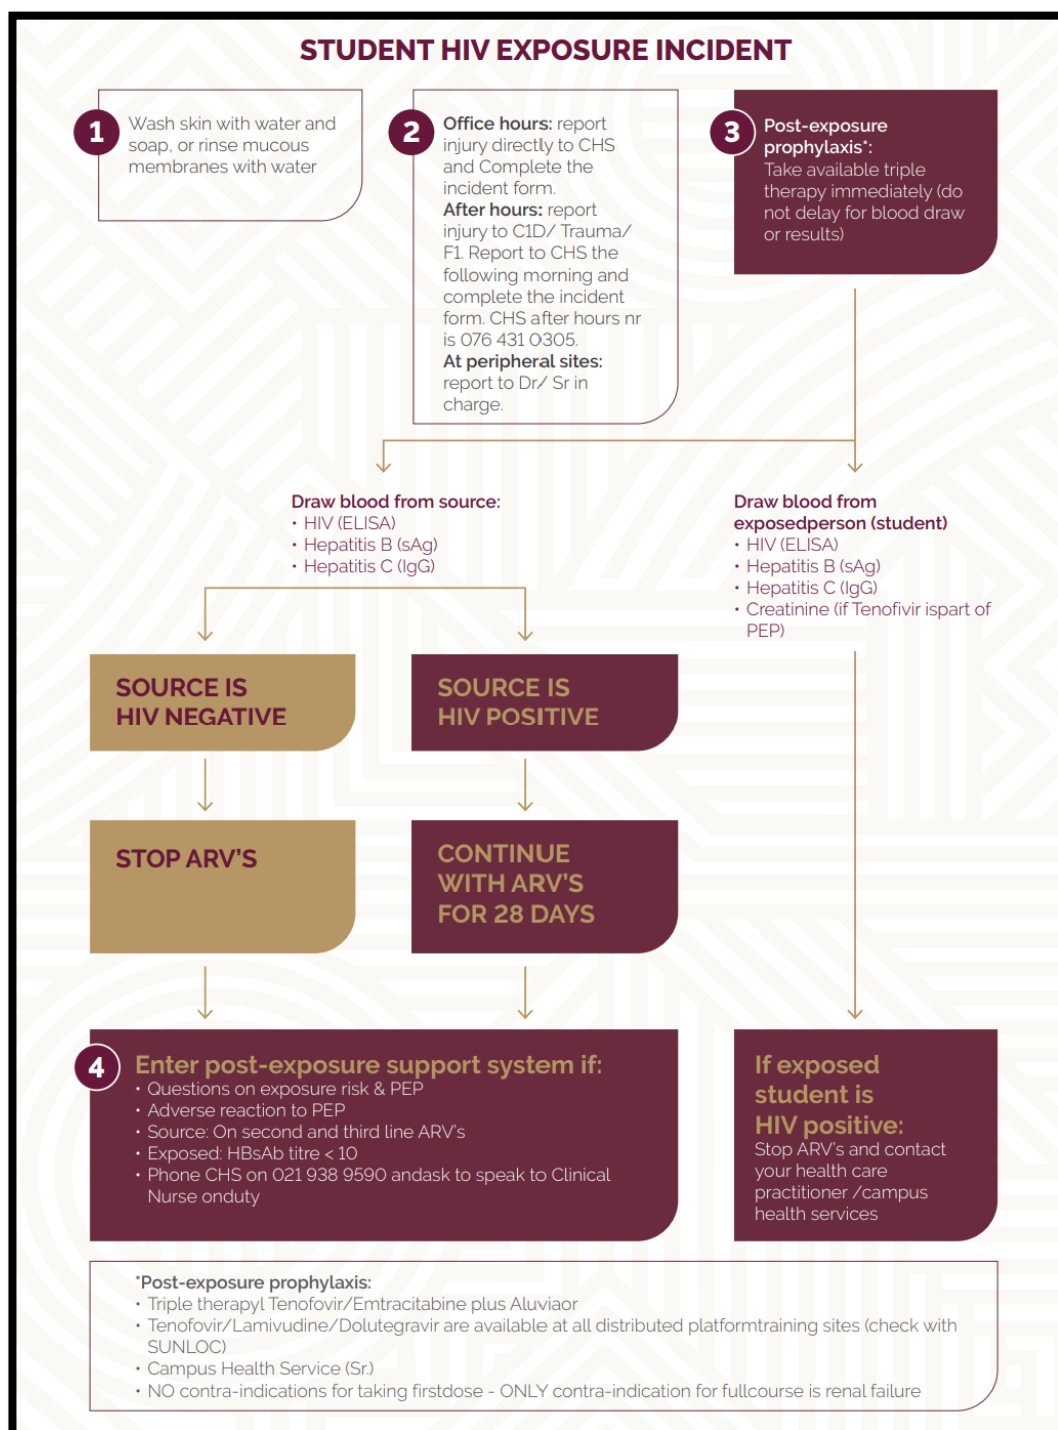 STUDENT HIV EXPOSURE INCIDENT
1
Wash skin with water and
soap, or rinse mucous
membranes with water
2
Office hours: report
injury directly to CHS
and Complete the
incident form.
After hours: report
injury to C1D/ Trauma/
F1. Report to CHS the
following morning and
complete the incident
form. CHS after hours nr
is 076 431 0305.
At peripheral sites:
report to Dr/ Sr in
charge.
3
Post-exposure
prophylaxis*:
Take available triple
therapy immediately (do
not delay for blood draw
or results)
Draw blood from source:
• HIV (ELISA)
• Hepatitis B (sAg)
• Hepatitis C (IgG)
Draw blood from
exposedperson (student)
• HIV (ELISA)
• Hepatitis B (sAg)
• Hepatitis C (IgG)
• Creatinine (if Tenofivir ispart of
PEP)
SOURCE IS
HIV NEGATIVE
SOURCE IS
HIV POSITIVE
STOP ARV'S
CONTINUE
WITH ARV'S
FOR 28 DAYS
4
Enter post-exposure support system if:
• Questions on exposure risk & PEP
• Adverse reaction to PEP
• Source: On second and third line ARV's
• Exposed: HBsAb titre < 10
• Phone CHS on 021 938 9590 andask to speak to Clinical
Nurse onduty
If exposed
student is
HIV positive:
Stop ARV's and contact
your health care
practitioner /campus
health services
*Post-exposure prophylaxis:
• Triple therapyl Tenofovir/Emtracitabine plus Aluviaor
• Tenofovir/Lamivudine/Dolutegravir are available at all distributed platformtraining sites (check with
SUNLOC)
• Campus Health Service (Sr.)
• NO contra-indications for taking firstdose - ONLY contra-indication for fullcourse is renal failure